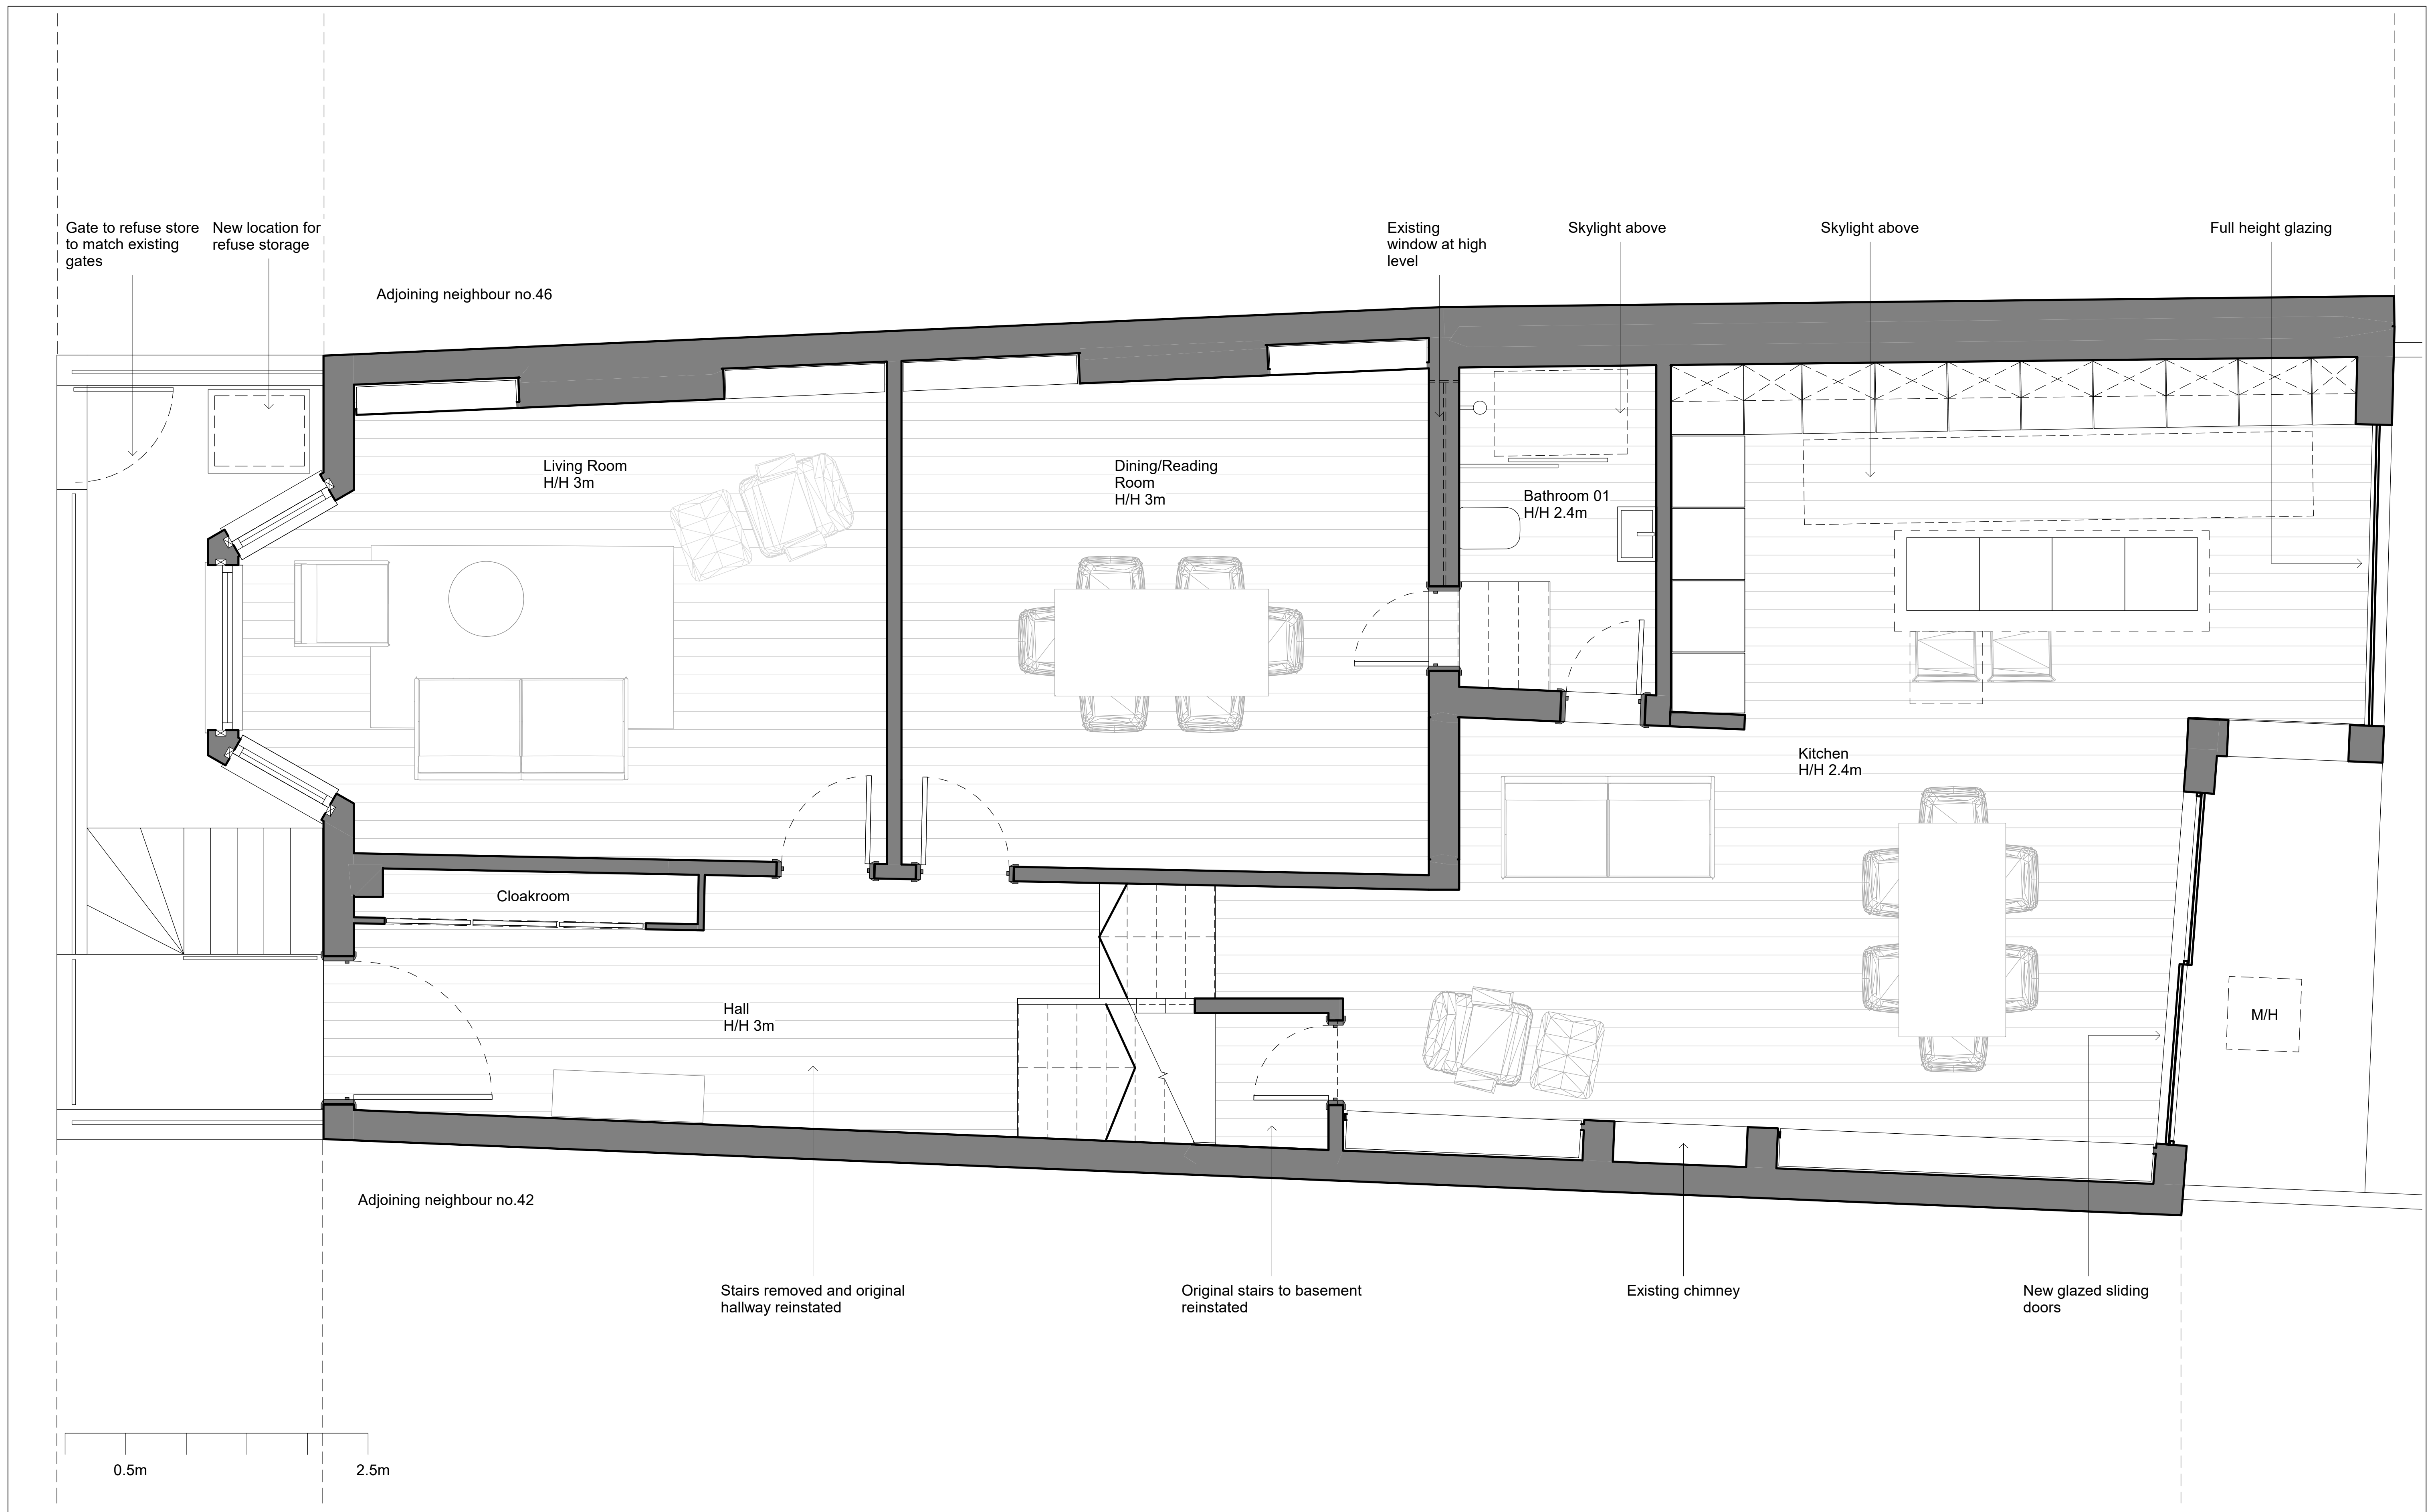 Gate to refuse store
to match existing
gates
New location for
refuse storage
Existing
window at high
level
Skylight above
Skylight above
Full height glazing
Adjoining neighbour no.46
Living Room
H/H 3m
Dining/Reading
Room
H/H 3m
Bathroom 01
H/H 2.4m
Kitchen
H/H 2.4m
Cloakroom
Hall
H/H 3m
M/H
Adjoining neighbour no.42
Stairs removed and original
hallway reinstated
Original stairs to basement
reinstated
Existing chimney
New glazed sliding
doors
0.5m
2.5m